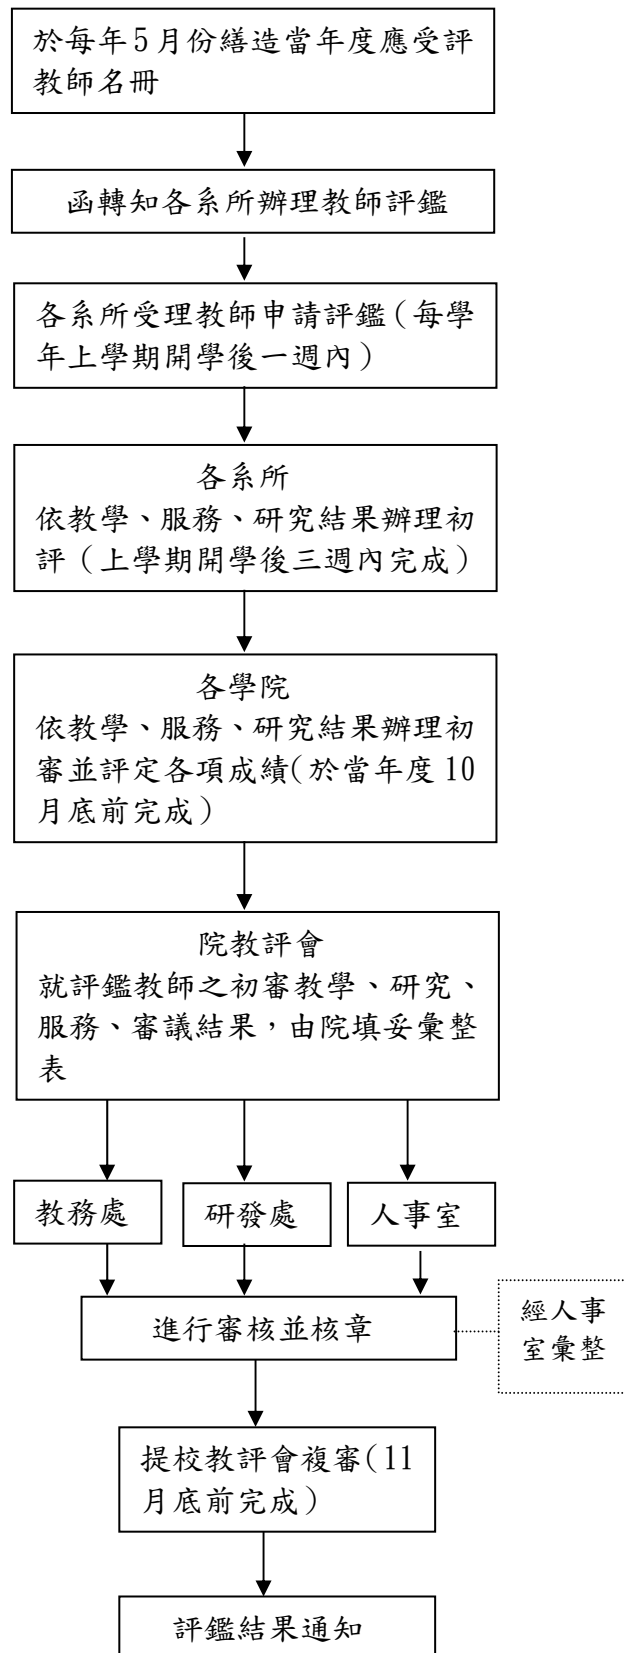 於每年5月份繕造當年度應受評
教師名冊
函轉知各系所辦理教師評鑑
各系所受理教師申請評鑑（每學
年上學期開學後一週內）
各系所
依教學、服務、研究結果辦理初
評（上學期開學後三週內完成）
各學院
依教學、服務、研究結果辦理初
審並評定各項成績(於當年度 10
月底前完成）
院教評會
就評鑑教師之初審教學、研究、
服務、審議結果，由院填妥彙整
表
教務處
研發處
人事室
進行審核並核章
經人事
室彙整
提校教評會複審(11
月底前完成）
評鑑結果通知